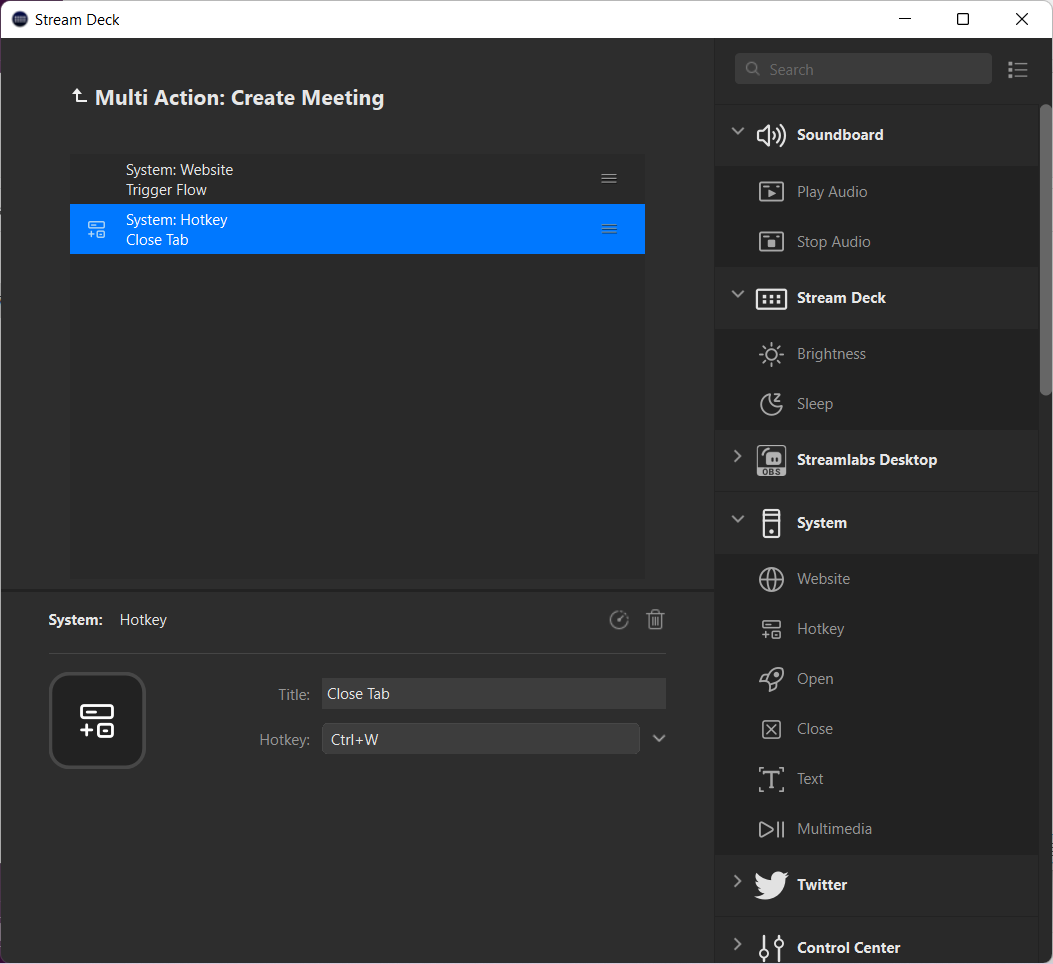 Stream Deck
Multi Action: Create Meeting
System: Website
Trigger Flow
System: Hotkey
Close Tab
System: Hotkey
Title: Close Tab
Hotkey: Ctrl+W
Search
Soundboard
Play Audio
Stop Audio
Stream Deck
Brightness
Sleep
OBS
Streamlabs Desktop
System
Website
Hotkey
Open
Close
Text
Multimedia
Twitter
Control Center